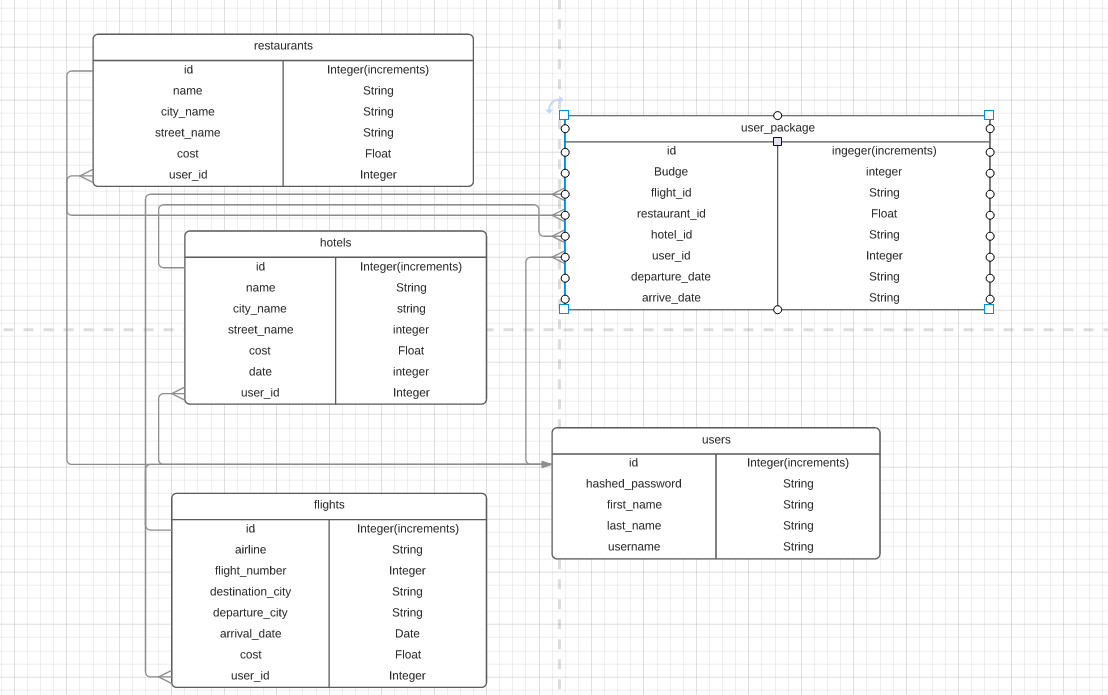 restaurants
id Integer(increments)
name String
city_name String
street_name String
cost Float
user_id Integer
user_package
id ingeger(increments)
Budge integer
flight_id String
restaurant_id Float
hotel_id String
user_id Integer
departure_date String
arrive_date String
hotels
id Integer(increments)
name String
city_name string
street_name integer
cost Float
date integer
user_id Integer
users
id Integer(increments)
hashed_password String
first_name String
last_name String
username String
flights
id Integer(increments)
airline String
flight_number Integer
destination_city String
departure_city String
arrival_date Date
cost Float
user_id Integer